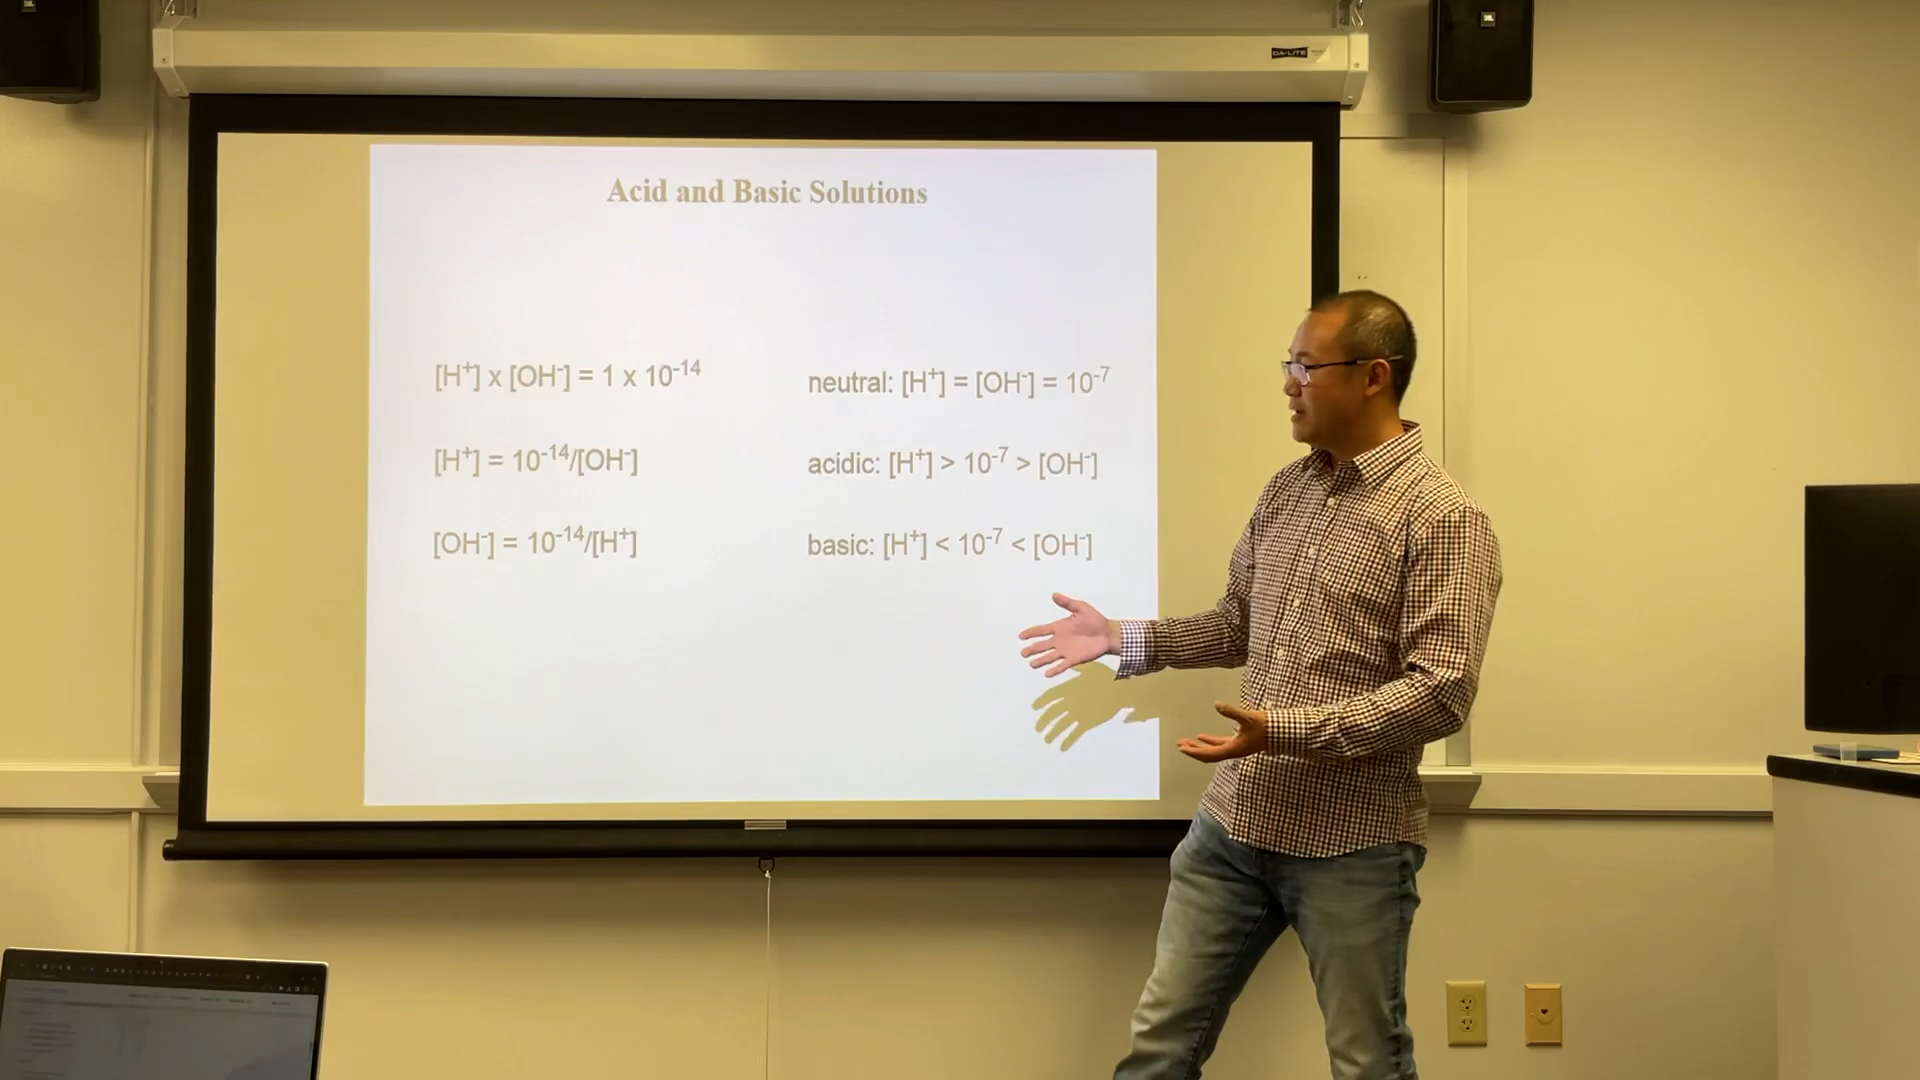 DA-LITE
Acid and Basic Solutions
[H⁺] x [OH⁻] = 1 x 10⁻¹⁴
[H⁺] = 10⁻¹⁴/[OH⁻]
[OH⁻] = 10⁻¹⁴/[H⁺]
neutral: [H⁺] = [OH⁻] = 10⁻⁷
acidic: [H⁺] > 10⁻⁷ > [OH⁻]
basic: [H⁺] < 10⁻⁷ < [OH⁻]